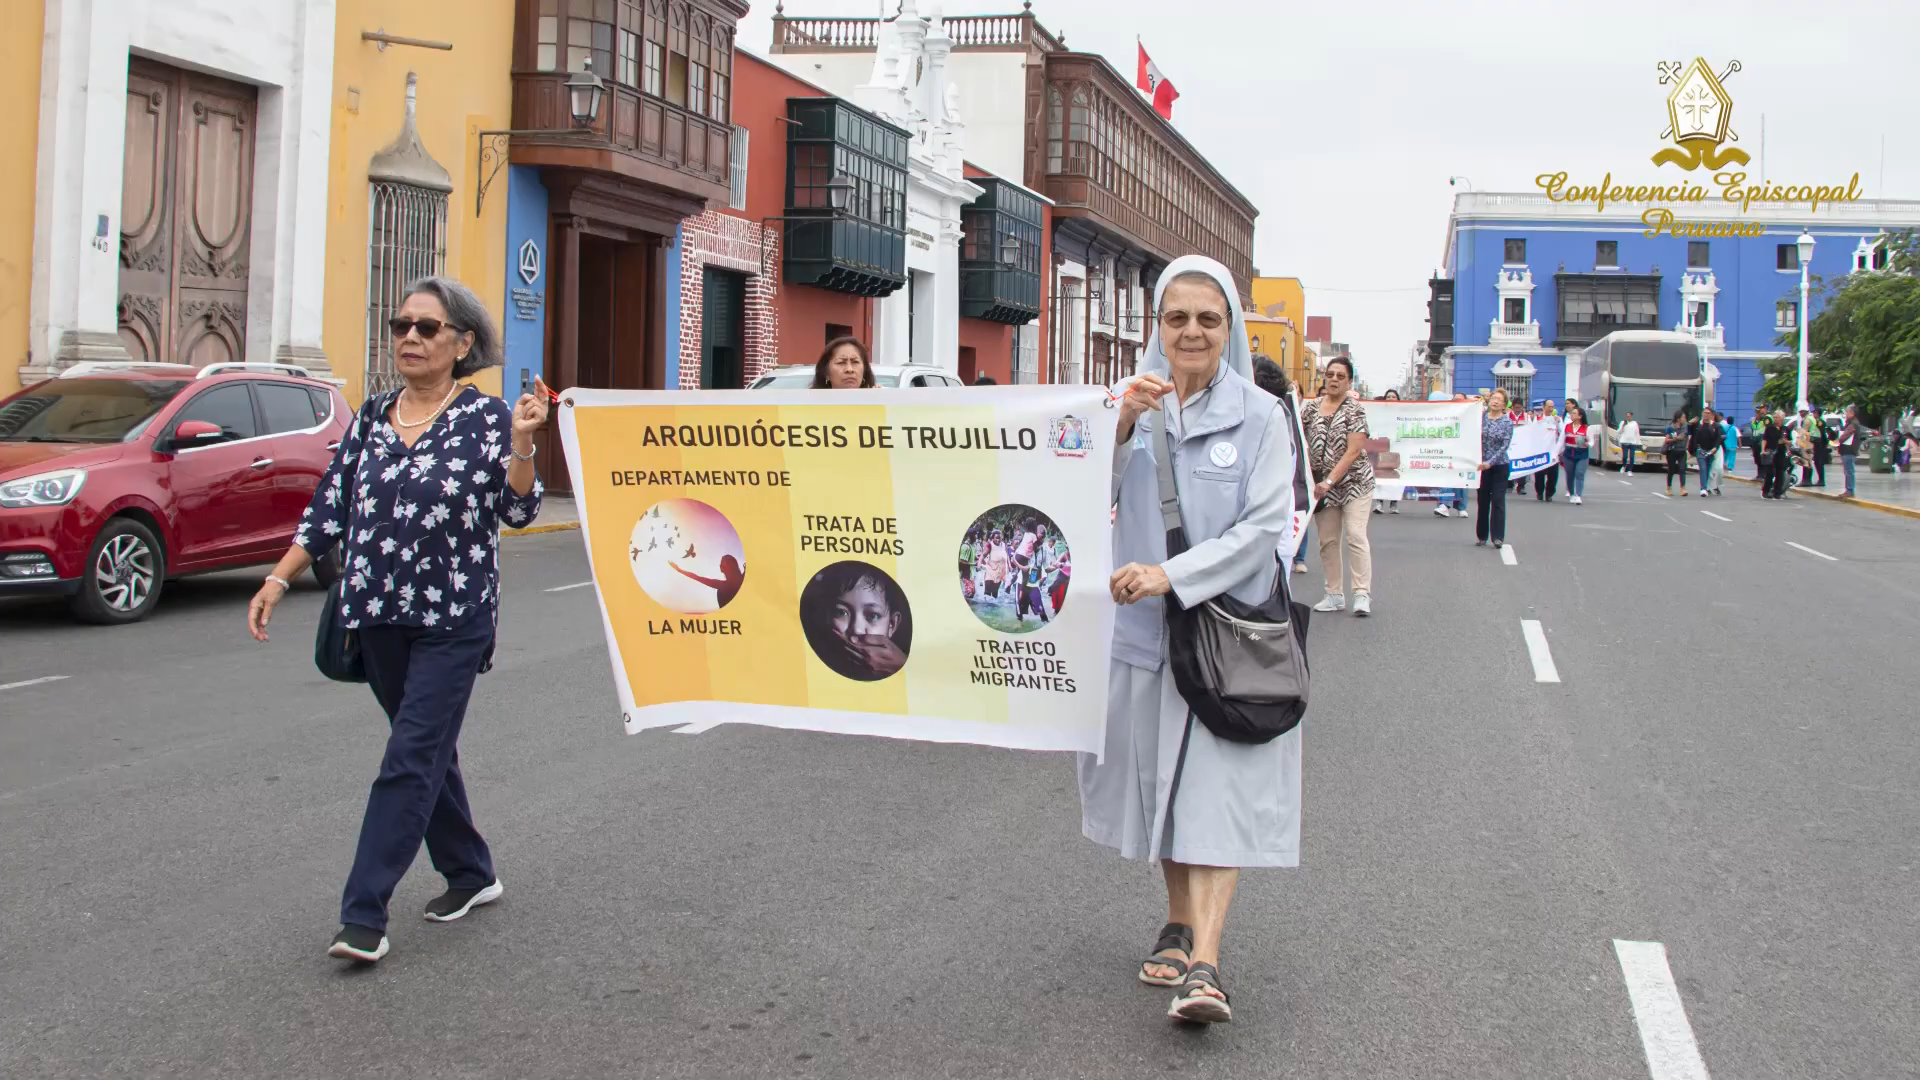 Conferencia Episcopal
Peruana
ARQUIDIÓCESIS DE TRUJILLO
DEPARTAMENTO DE
LA MUJER
TRATA DE
PERSONAS
TRAFICO
ILICITO DE
MIGRANTES
¡Libera!
Llama
Libertad